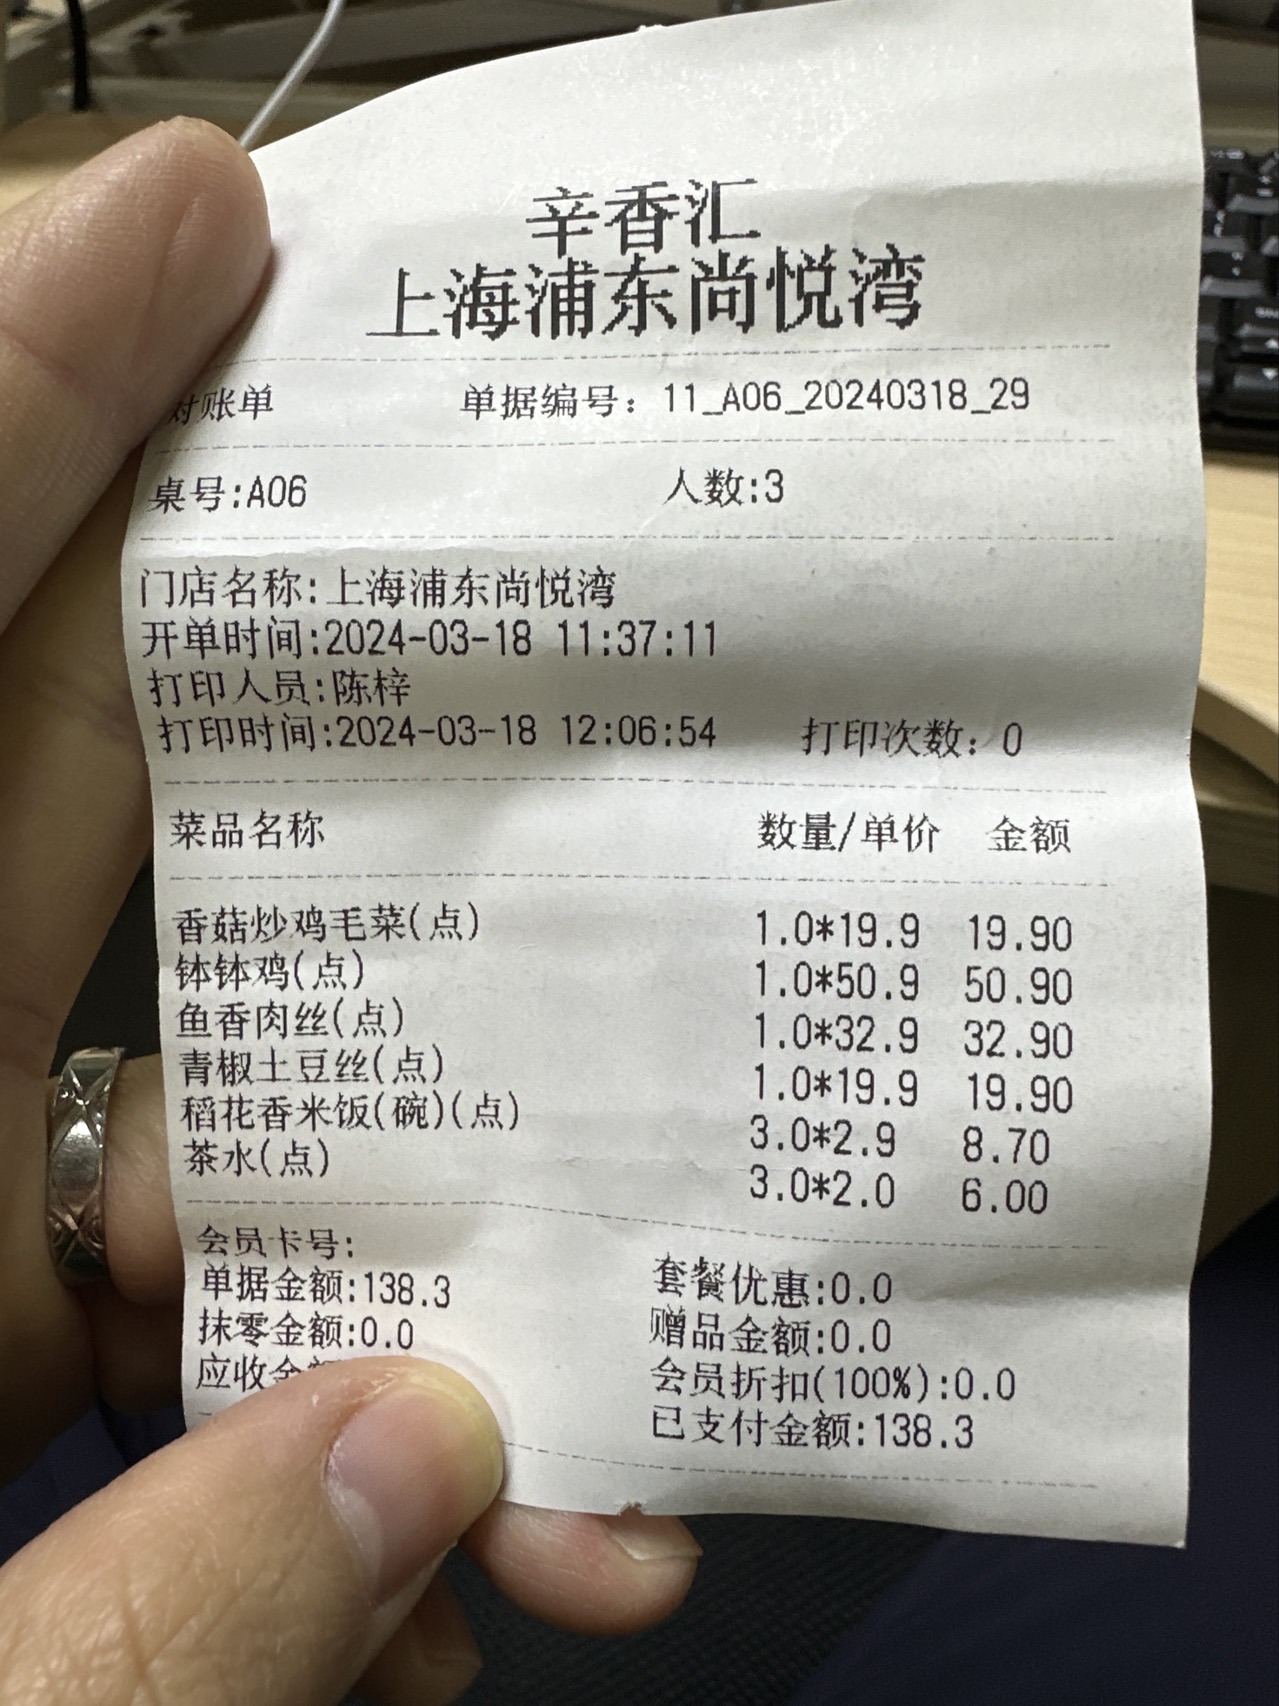 辛香汇
上海浦东尚悦湾
对账单 单据编号：11_A06_20240318_29
桌号:A06 人数:3
门店名称:上海浦东尚悦湾
开单时间:2024-03-18 11:37:11
打印人员:陈梓
打印时间:2024-03-18 12:06:54 打印次数：0
菜品名称 数量/单价 金额
香菇炒鸡毛菜(点) 1.0*19.9 19.90
钵钵鸡(点) 1.0*50.9 50.90
鱼香肉丝(点) 1.0*32.9 32.90
青椒土豆丝(点) 1.0*19.9 19.90
稻花香米饭(碗)(点) 3.0*2.9 8.70
茶水(点) 3.0*2.0 6.00
会员卡号:
单据金额:138.3 套餐优惠:0.0
抹零金额:0.0 赠品金额:0.0
应收金 会员折扣(100%):0.0
已支付金额:138.3